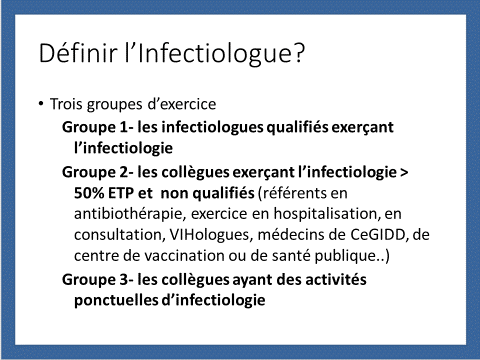 Définir l’Infectiologue?
• Trois groupes d’exercice
Groupe 1- les infectiologues qualifiés exerçant
l’infectiologie
Groupe 2- les collègues exerçant l’infectiologie >
50% ETP et  non qualifiés (référents en
antibiothérapie, exercice en hospitalisation, en
consultation, VIHologues, médecins de CeGIDD, de
centre de vaccination ou de santé publique..)
Groupe 3- les collègues ayant des activités
ponctuelles d’infectiologie